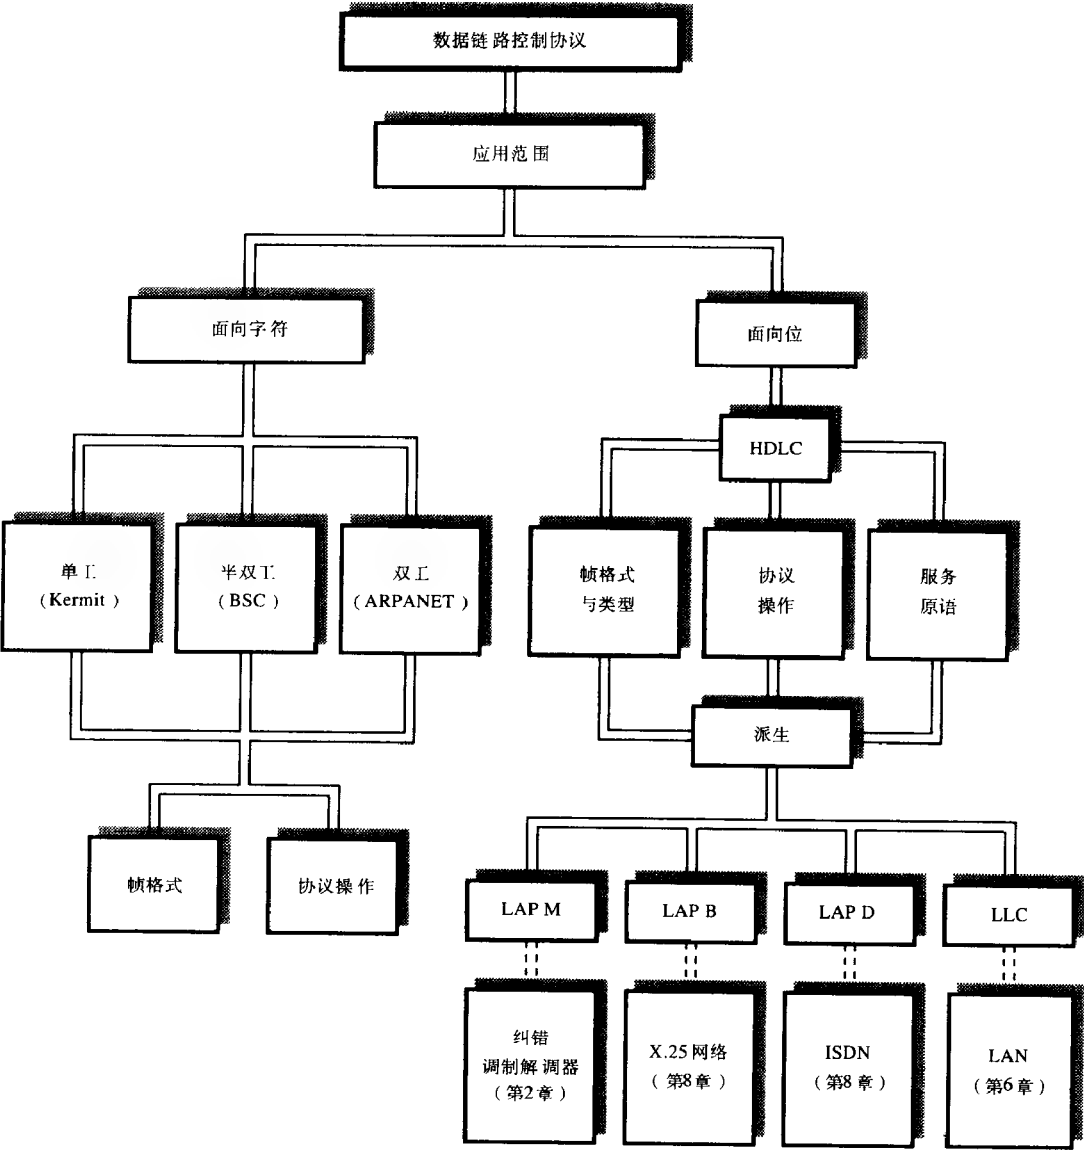 数据链路控制协议
应用范围
面向字符
面向位
HDLC
单工
(Kermit)
半双工
(BSC)
双工
(ARPANET)
帧格式
与类型
协议
操作
服务
原语
派生
帧格式
协议操作
LAP M
LAP B
LAP D
LLC
纠错
调制解调器
(第2章)
X.25网络
(第8章)
ISDN
(第8章)
LAN
(第6章)